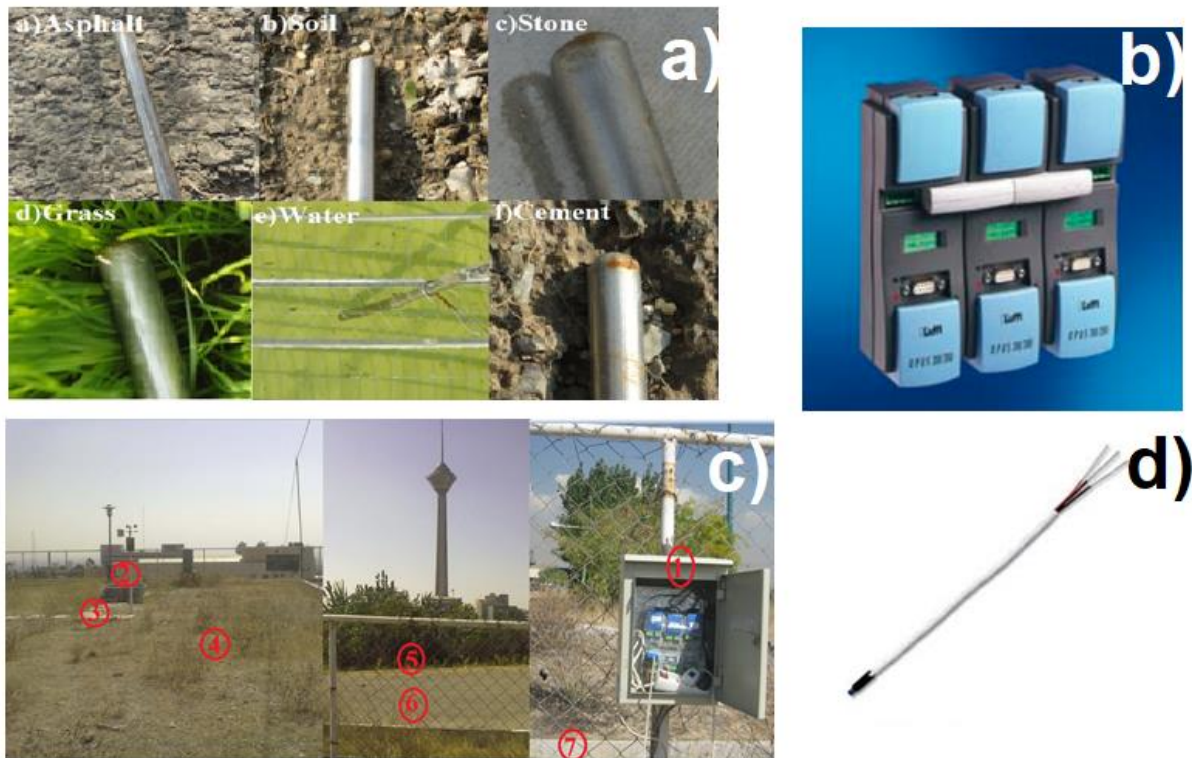 a)Asphalt
b)Soil
c)Stone
a)
d)Grass
e)Water
f)Cement
b)
c)
2
3
4
5
6
1
7
d)